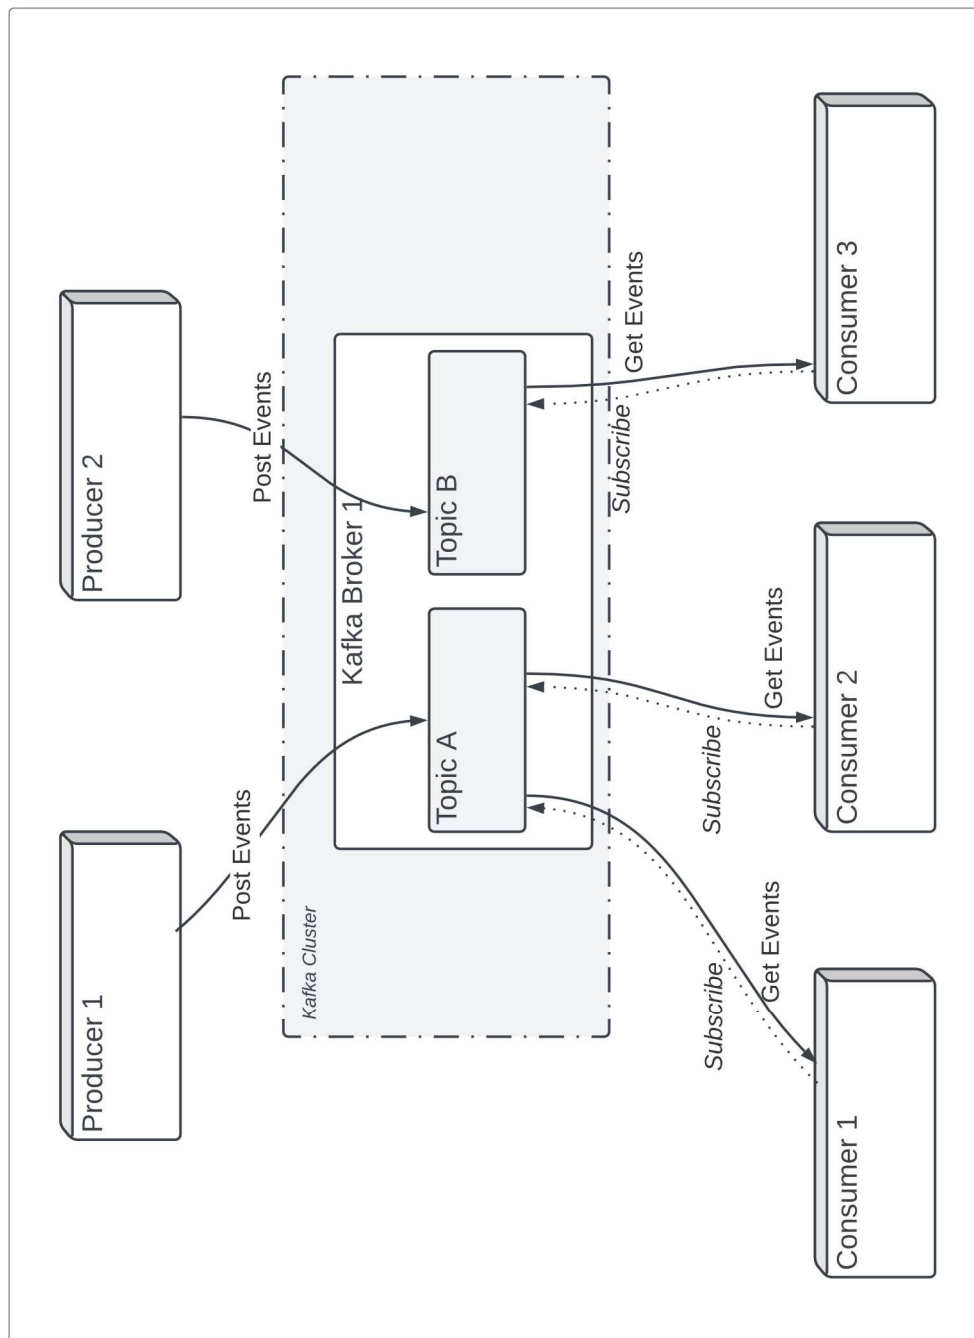 Producer 1
Producer 2
Post Events
Post Events
Kafka Cluster
Kafka Broker 1
Topic A
Topic B
Subscribe
Get Events
Subscribe
Get Events
Subscribe
Get Events
Consumer 1
Consumer 2
Consumer 3